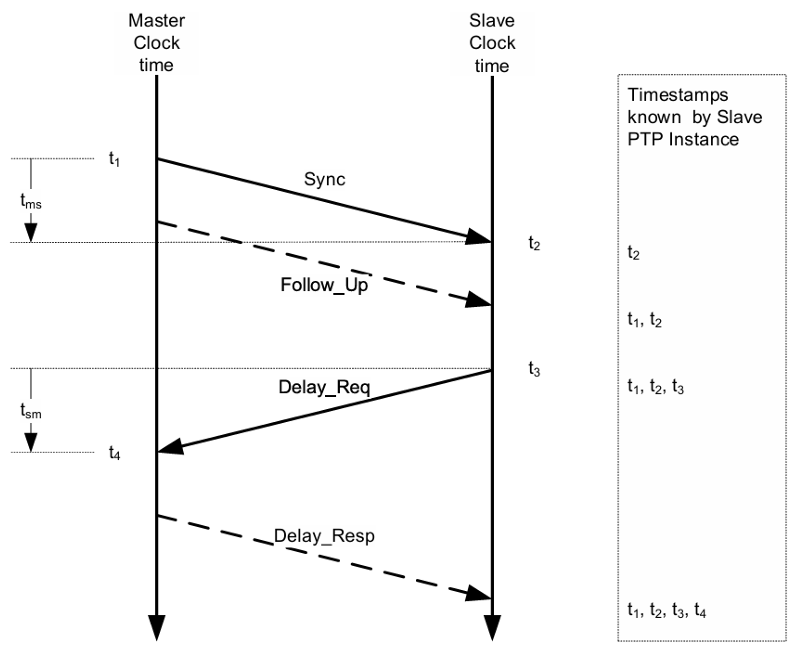 Master
Clock
time
Slave
Clock
time
Timestamps
known by Slave
PTP Instance
t1
Sync
tms
t2
t2
Follow_Up
t1, t2
t3
Delay_Req
t1, t2, t3
tsm
t4
Delay_Resp
t1, t2, t3, t4